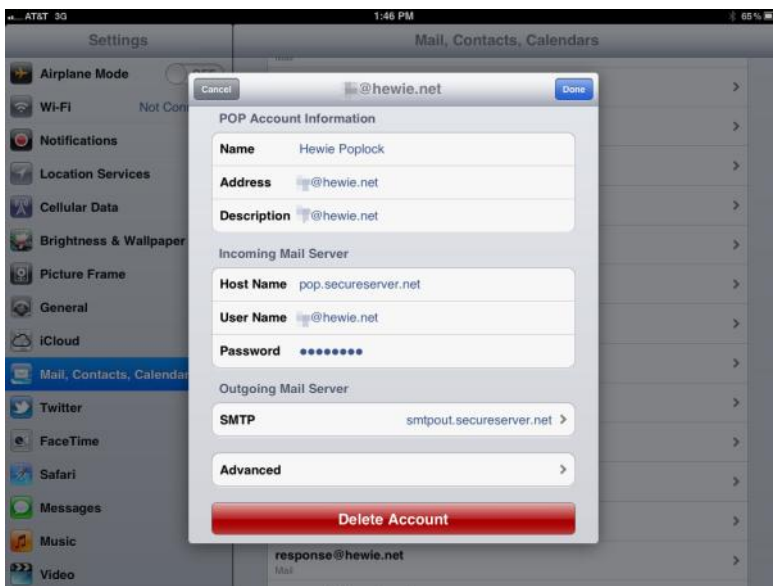 AT&T 3G 1:46 PM 65%
Settings
Mail, Contacts, Calendars
Airplane Mode
Wi-Fi Not Con
Notifications
Location Services
Cellular Data
Brightness & Wallpaper
Picture Frame
General
iCloud
Mail, Contacts, Calendar
Twitter
FaceTime
Safari
Messages
Music
Video
Cancel @hewie.net Done
POP Account Information
Name Hewie Poplock
Address @hewie.net
Description @hewie.net
Incoming Mail Server
Host Name pop.secureserver.net
User Name @hewie.net
Password ••••••••
Outgoing Mail Server
SMTP smtpout.secureserver.net
Advanced
Delete Account
response@hewie.net
Mail